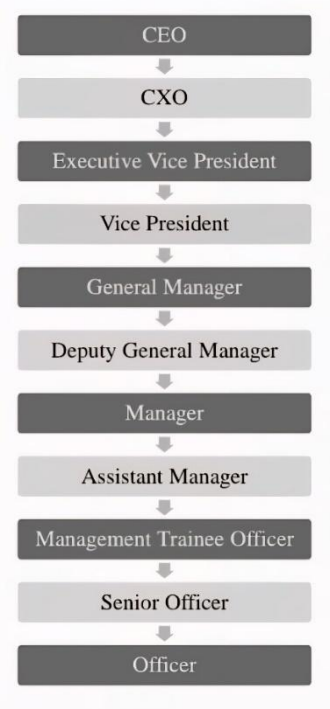 CEO
CXO
Executive Vice President
Vice President
General Manager
Deputy General Manager
Manager
Assistant Manager
Management Trainee Officer
Senior Officer
Officer